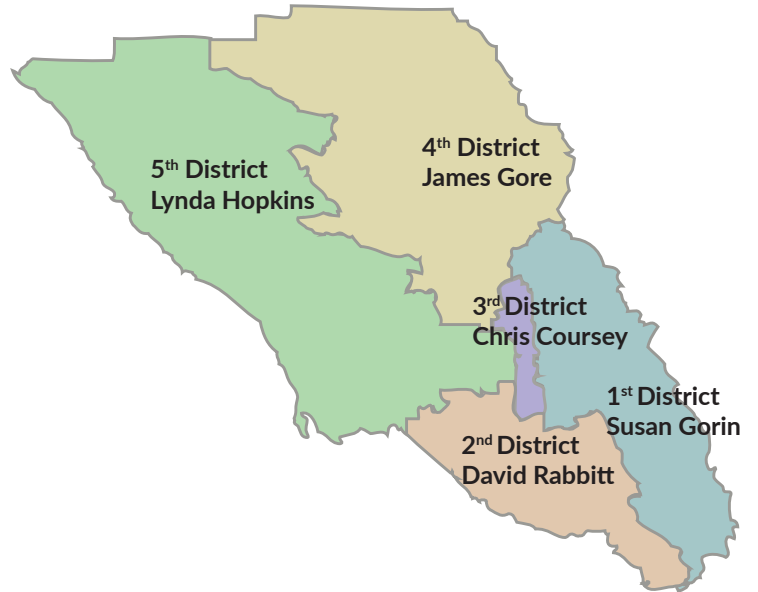 4th District
James Gore
5th District
Lynda Hopkins
3rd District
Chris Coursey
1st District
Susan Gorin
2nd District
David Rabbitt